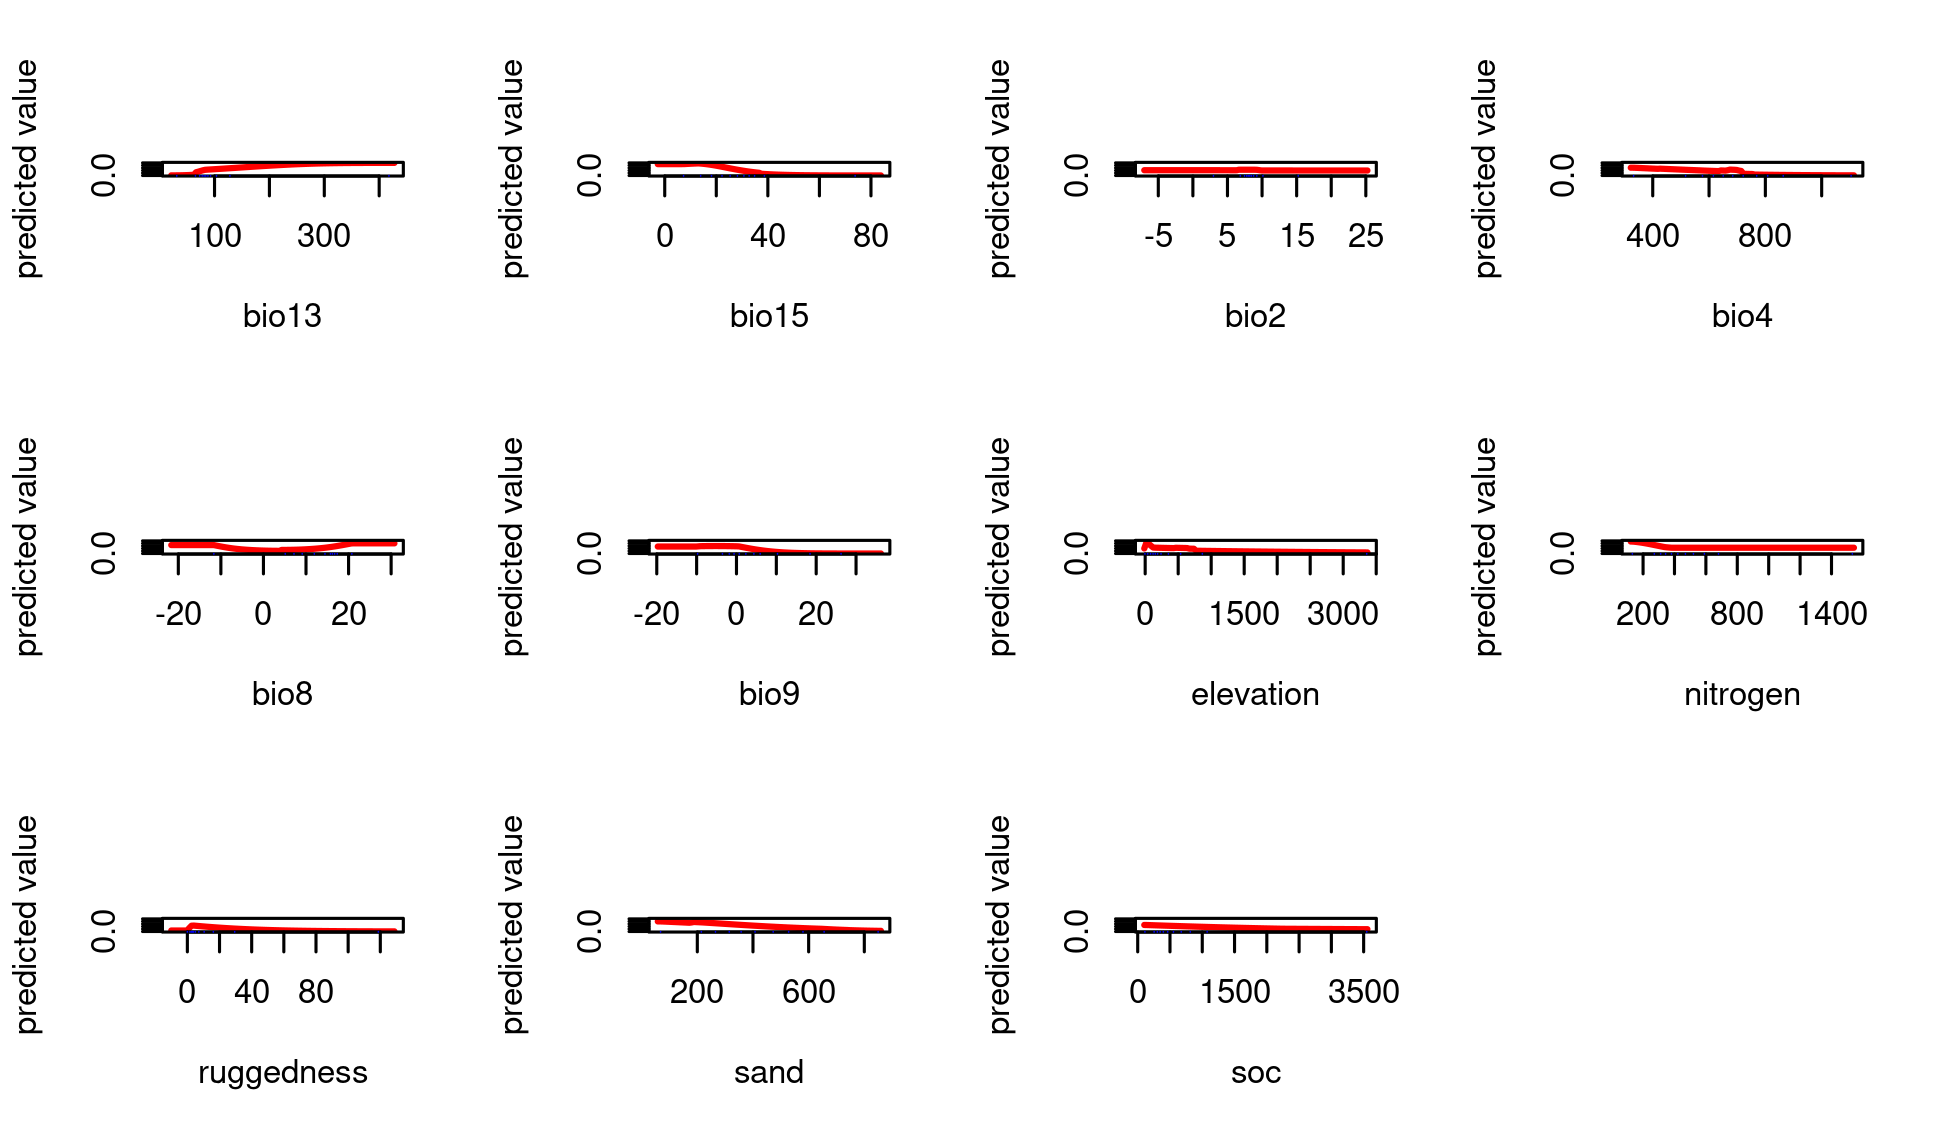 predicted value
0.0
100 300
bio13
predicted value
0.0
0 40 80
bio15
predicted value
0.0
-5 5 15 25
bio2
predicted value
0.0
400 800
bio4
predicted value
0.0
-20 0 20
bio8
predicted value
0.0
-20 0 20
bio9
predicted value
0.0
0 1500 3000
elevation
predicted value
0.0
200 800 1400
nitrogen
predicted value
0.0
0 40 80
ruggedness
predicted value
0.0
200 600
sand
predicted value
0.0
0 1500 3500
soc